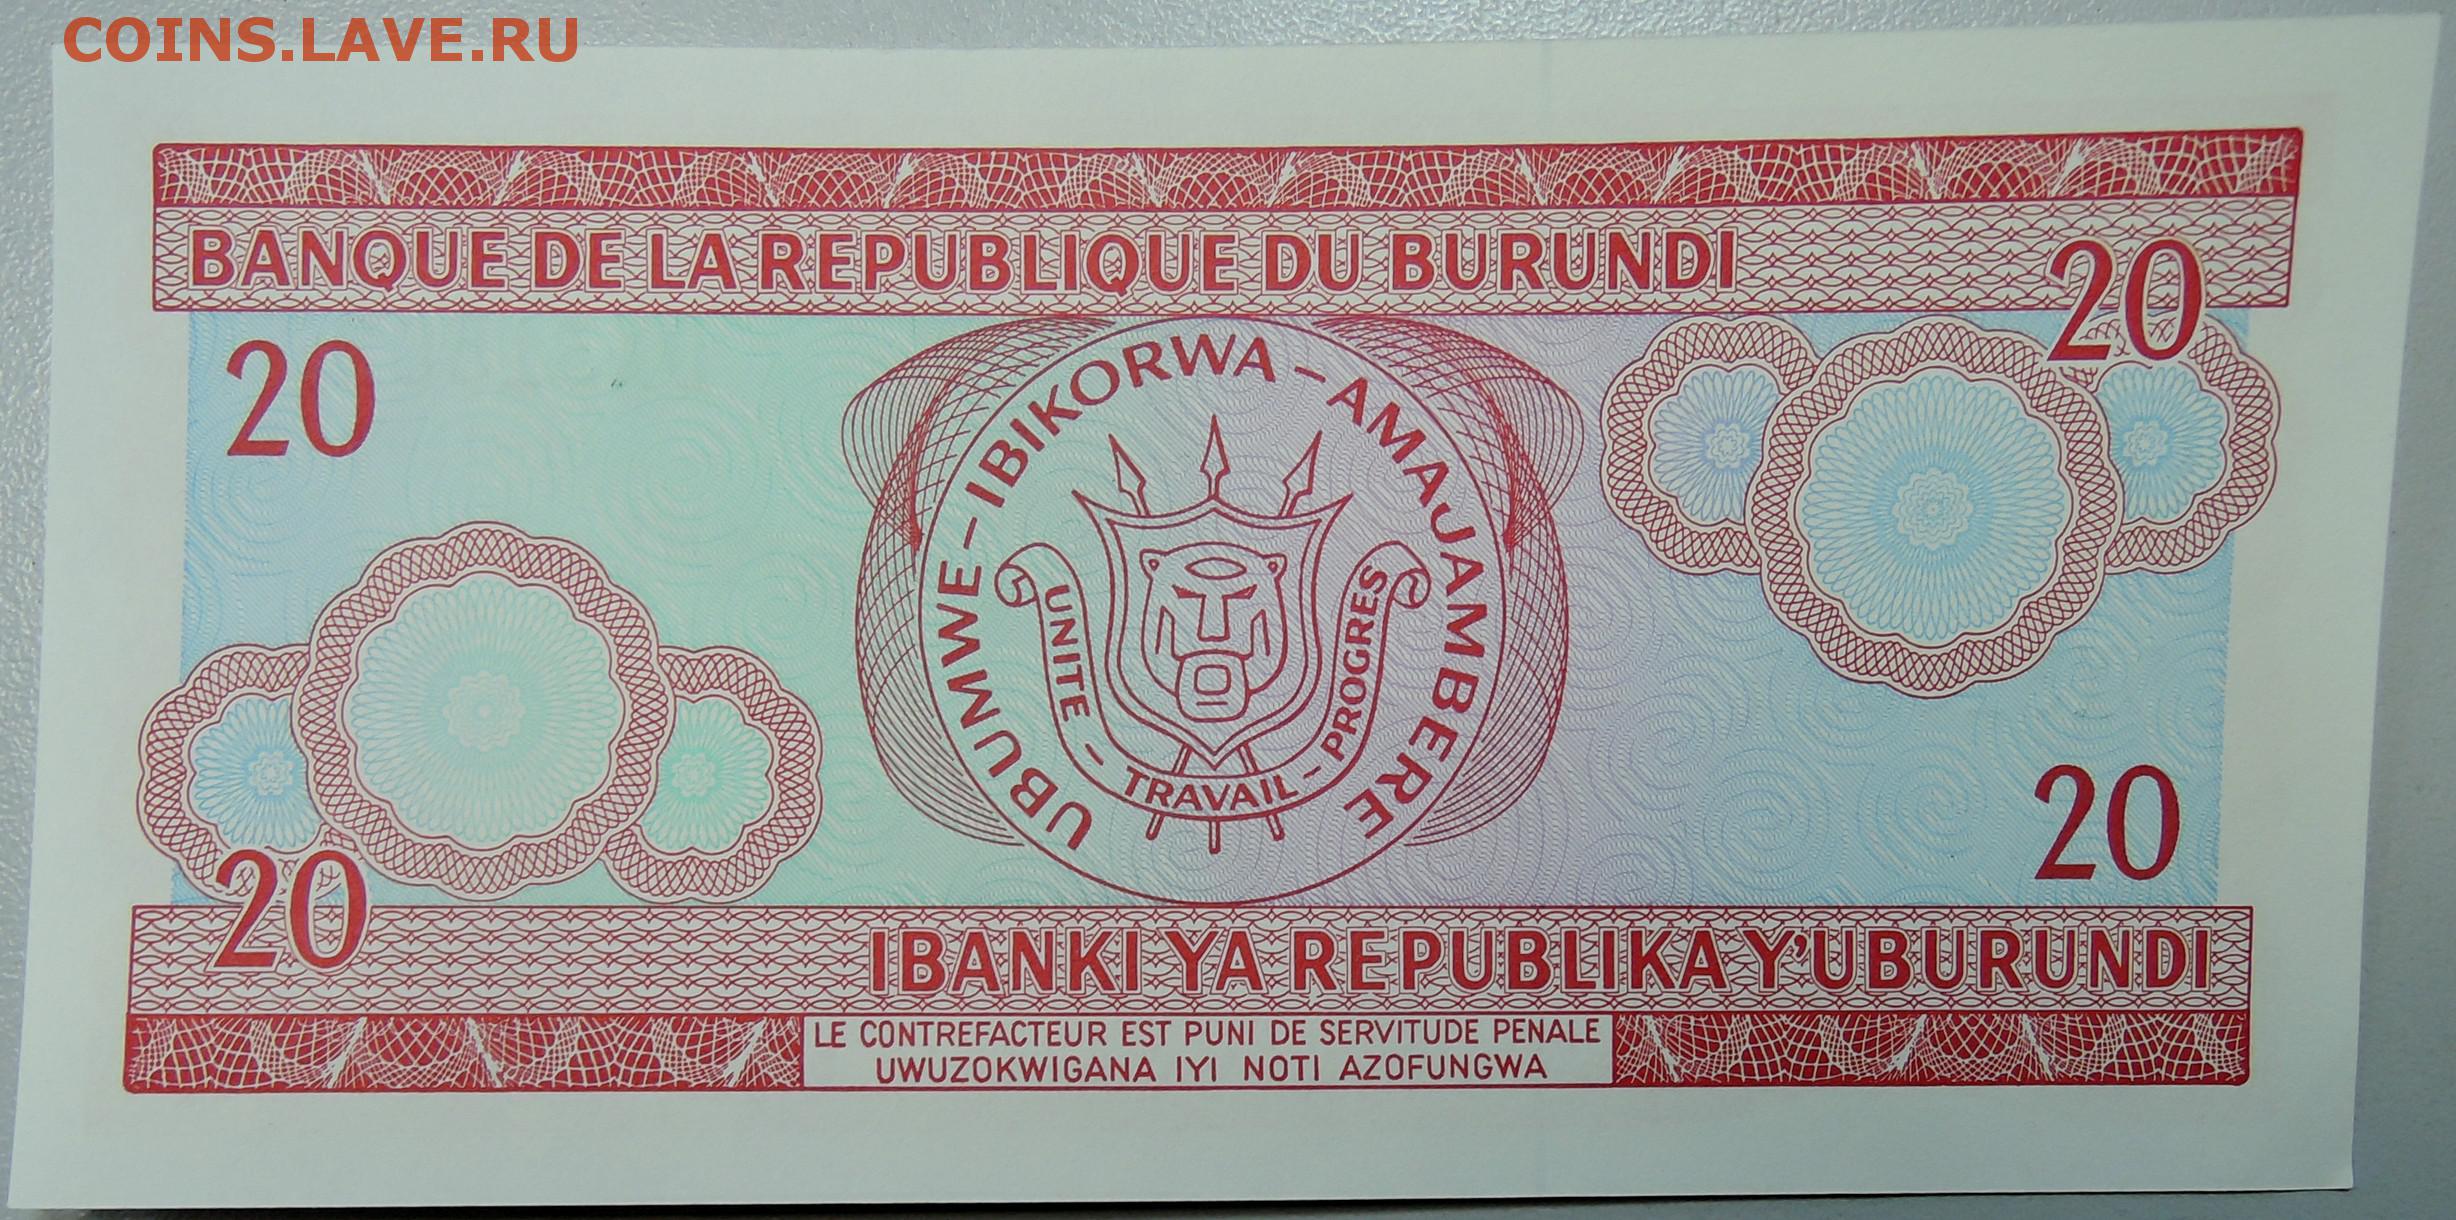 COINS.LAVE.RU
BANQUE DE LA REPUBLIQUE DU BURUNDI
20
20
UBUMWE – IBIKORWA – AMAJAMBERE
UNITE – TRAVAIL – PROGRES
20
20
IBANKI YA REPUBLIKA Y'UBURUNDI
LE CONTREFACTEUR EST PUNI DE SERVITUDE PENALE
UWUZOKWIGANA IYI NOTI AZOFUNGWA